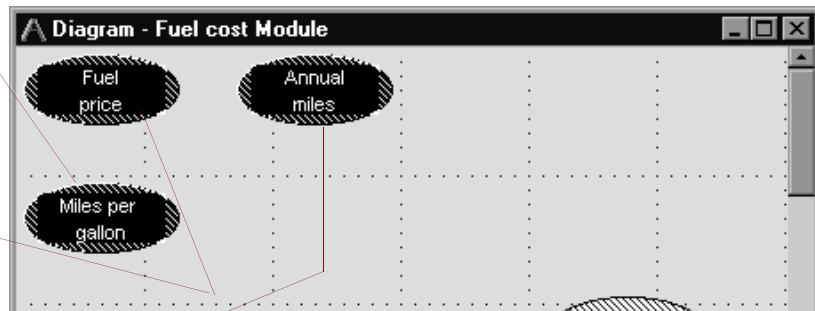 Diagram - Fuel cost Module
Fuel
price
Annual
miles
Miles per
gallon